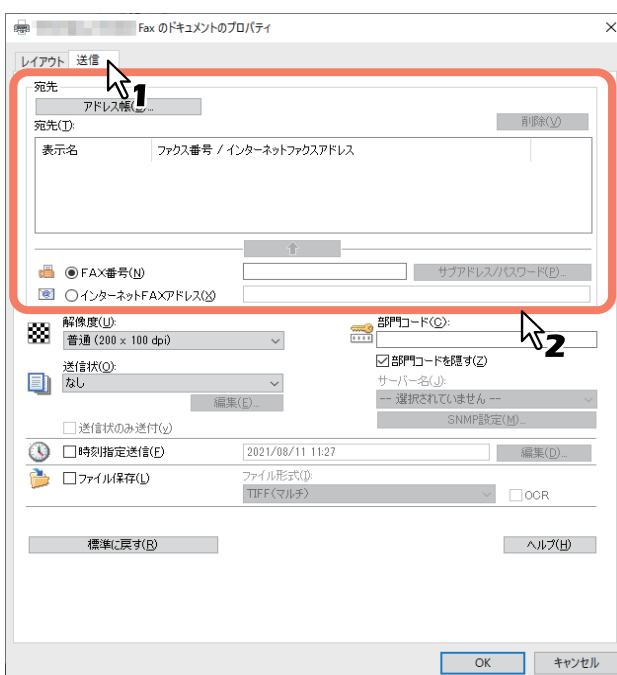 Fax のドキュメントのプロパティ
レイアウト 送信
1
宛先
アドレス帳(
宛先(T): 削除(V)
表示名 ファクス番号 / インターネットファクスアドレス
FAX番号(N) サブアドレス/パスワード(P)...
インターネットFAXアドレス(X)
2
解像度(U): 部門コード(C):
普通 (200 x 100 dpi)
部門コードを隠す(Z)
送信状(O): サーバー名(J):
なし -- 選択されていません --
編集(E)... SNMP設定(M)...
送信状のみ送付(y)
時刻指定送信(F) 2021/08/11 11:27 編集(D)...
ファイル保存(L) ファイル形式(I):
TIFF(マルチ) OCR
標準に戻す(R) ヘルプ(H)
OK キャンセル